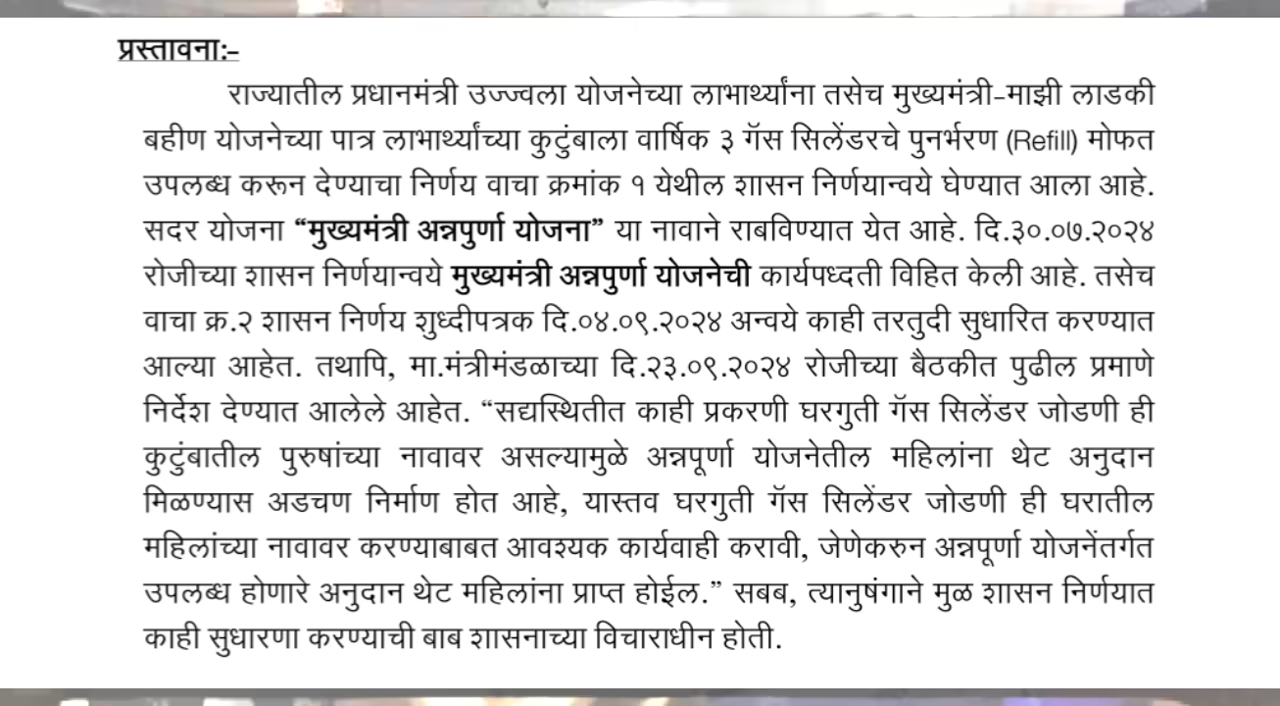 प्रस्तावना:-
राज्यातील प्रधानमंत्री उज्ज्वला योजनेच्या लाभार्थ्यांना तसेच मुख्यमंत्री-माझी लाडकी
बहीण योजनेच्या पात्र लाभार्थ्यांच्या कुटुंबाला वार्षिक ३ गॅस सिलेंडरचे पुनर्भरण (Refill) मोफत
उपलब्ध करून देण्याचा निर्णय वाचा क्रमांक १ येथील शासन निर्णयान्वये घेण्यात आला आहे.
सदर योजना “मुख्यमंत्री अन्नपुर्णा योजना” या नावाने राबविण्यात येत आहे. दि.३०.०७.२०२४
रोजीच्या शासन निर्णयान्वये मुख्यमंत्री अन्नपुर्णा योजनेची कार्यपध्दती विहित केली आहे. तसेच
वाचा क्र.२ शासन निर्णय शुध्दीपत्रक दि.०४.०९.२०२४ अन्वये काही तरतुदी सुधारित करण्यात
आल्या आहेत. तथापि, मा.मंत्रीमंडळाच्या दि.२३.०९.२०२४ रोजीच्या बैठकीत पुढील प्रमाणे
निर्देश देण्यात आलेले आहेत. “सद्यस्थितीत काही प्रकरणी घरगुती गॅस सिलेंडर जोडणी ही
कुटुंबातील पुरुषांच्या नावावर असल्यामुळे अन्नपूर्णा योजनेतील महिलांना थेट अनुदान
मिळण्यास अडचण निर्माण होत आहे, यास्तव घरगुती गॅस सिलेंडर जोडणी ही घरातील
महिलांच्या नावावर करण्याबाबत आवश्यक कार्यवाही करावी, जेणेकरुन अन्नपूर्णा योजनेंतर्गत
उपलब्ध होणारे अनुदान थेट महिलांना प्राप्त होईल.” सबब, त्यानुषंगाने मुळ शासन निर्णयात
काही सुधारणा करण्याची बाब शासनाच्या विचाराधीन होती.